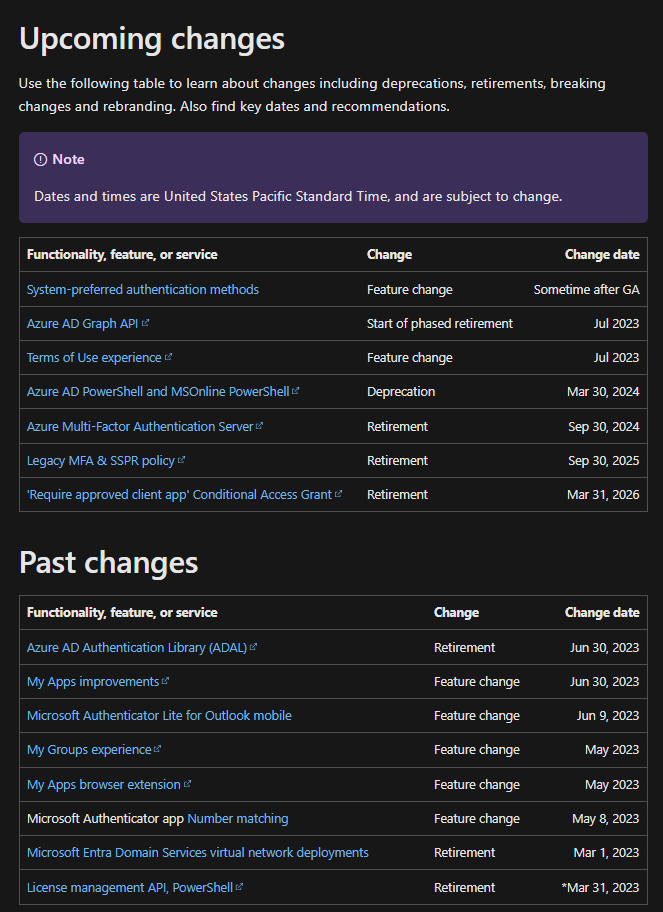 Upcoming changes
Use the following table to learn about changes including deprecations, retirements, breaking
changes and rebranding. Also find key dates and recommendations.
Note
Dates and times are United States Pacific Standard Time, and are subject to change.
Functionality, feature, or service Change Change date
System-preferred authentication methods Feature change Sometime after GA
Azure AD Graph API Start of phased retirement Jul 2023
Terms of Use experience Feature change Jul 2023
Azure AD PowerShell and MSOnline PowerShell Deprecation Mar 30, 2024
Azure Multi-Factor Authentication Server Retirement Sep 30, 2024
Legacy MFA & SSPR policy Retirement Sep 30, 2025
'Require approved client app' Conditional Access Grant Retirement Mar 31, 2026
Past changes
Functionality, feature, or service Change Change date
Azure AD Authentication Library (ADAL) Retirement Jun 30, 2023
My Apps improvements Feature change Jun 30, 2023
Microsoft Authenticator Lite for Outlook mobile Feature change Jun 9, 2023
My Groups experience Feature change May 2023
My Apps browser extension Feature change May 2023
Microsoft Authenticator app Number matching Feature change May 8, 2023
Microsoft Entra Domain Services virtual network deployments Retirement Mar 1, 2023
License management API, PowerShell Retirement *Mar 31, 2023